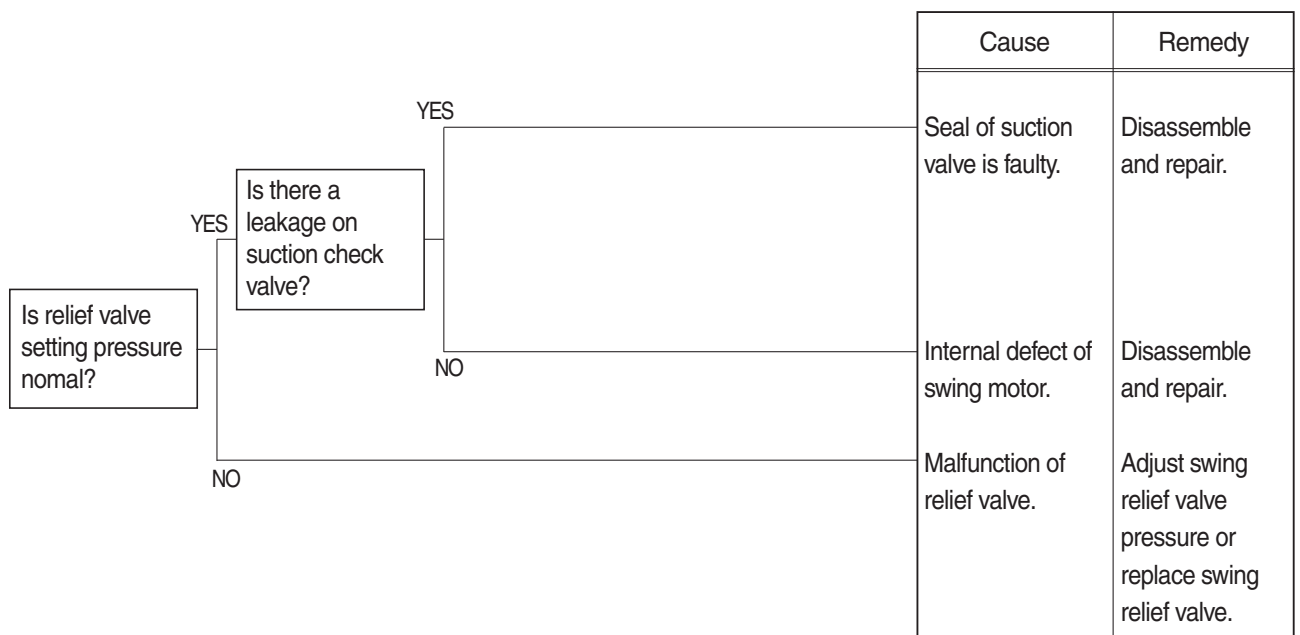 Cause
Remedy
YES
Seal of suction
valve is faulty.
Disassemble
and repair.
Is there a
leakage on
suction check
valve?
YES
Is relief valve
setting pressure
nomal?
NO
Internal defect of
swing motor.
Disassemble
and repair.
NO
Malfunction of
relief valve.
Adjust swing
relief valve
pressure or
replace swing
relief valve.